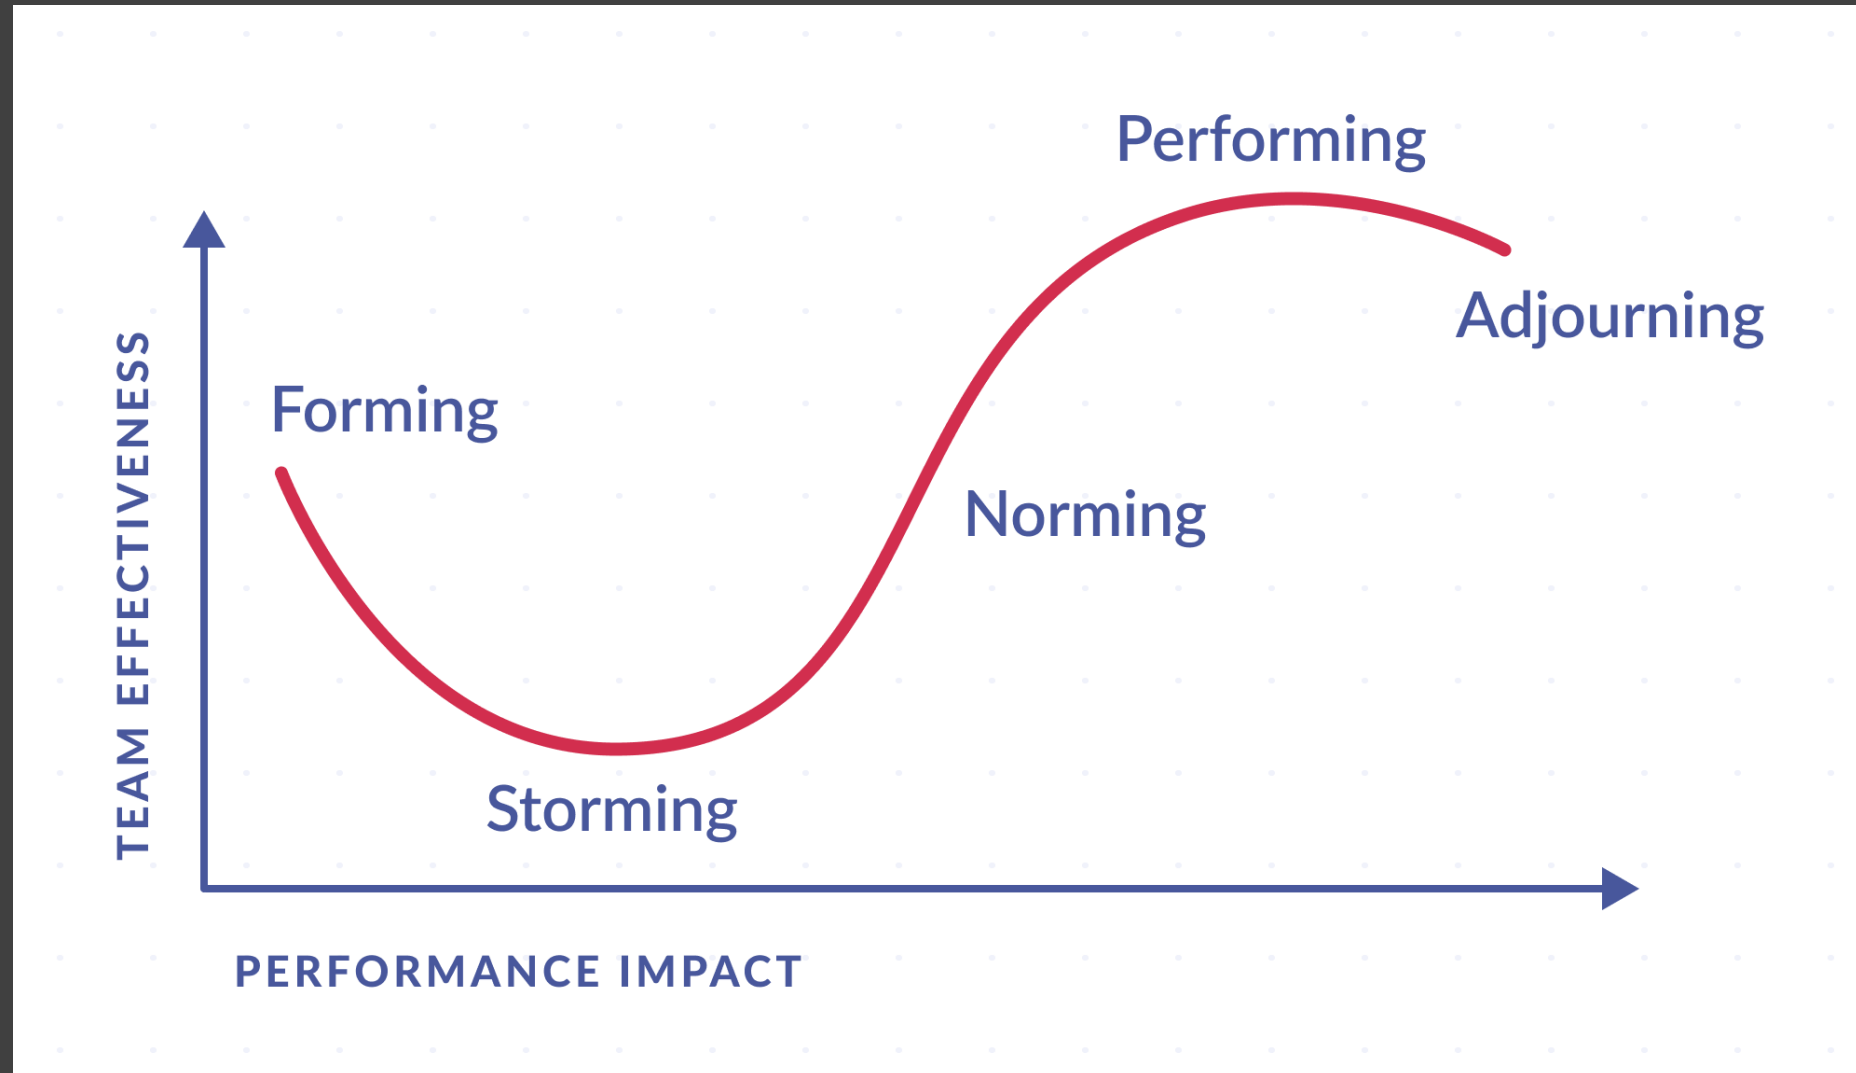 Performing
Adjourning
Forming
Norming
Storming
TEAM EFFECTIVENESS
PERFORMANCE IMPACT